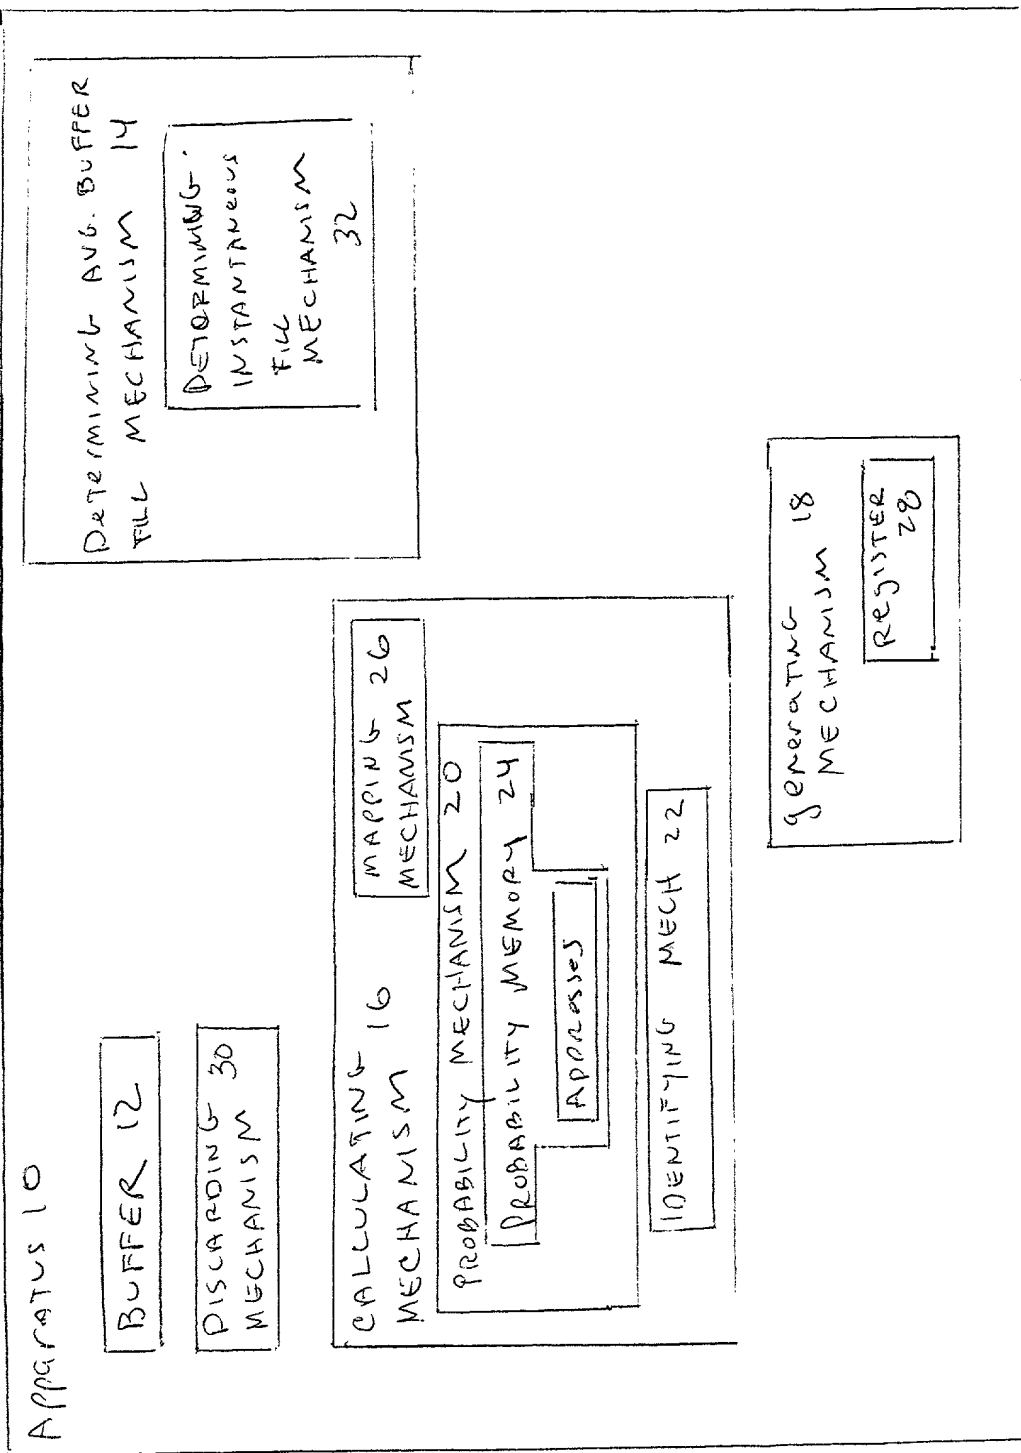 Apparatus 10
BUFFER 12
DISCARDING 30
MECHANISM
Determining AVG. BUFFER
FILL MECHANISM 14
DETERMINING
INSTANTANEOUS
FILL
MECHANISM
32
CALCULATING
MECHANISM 16
MAPPING 26
MECHANISM
PROBABILITY MECHANISM 20
PROBABILITY MEMORY 24
ADDRESSES
IDENTIFYING MECH 22
generating
MECHANISM 18
REGISTER
28